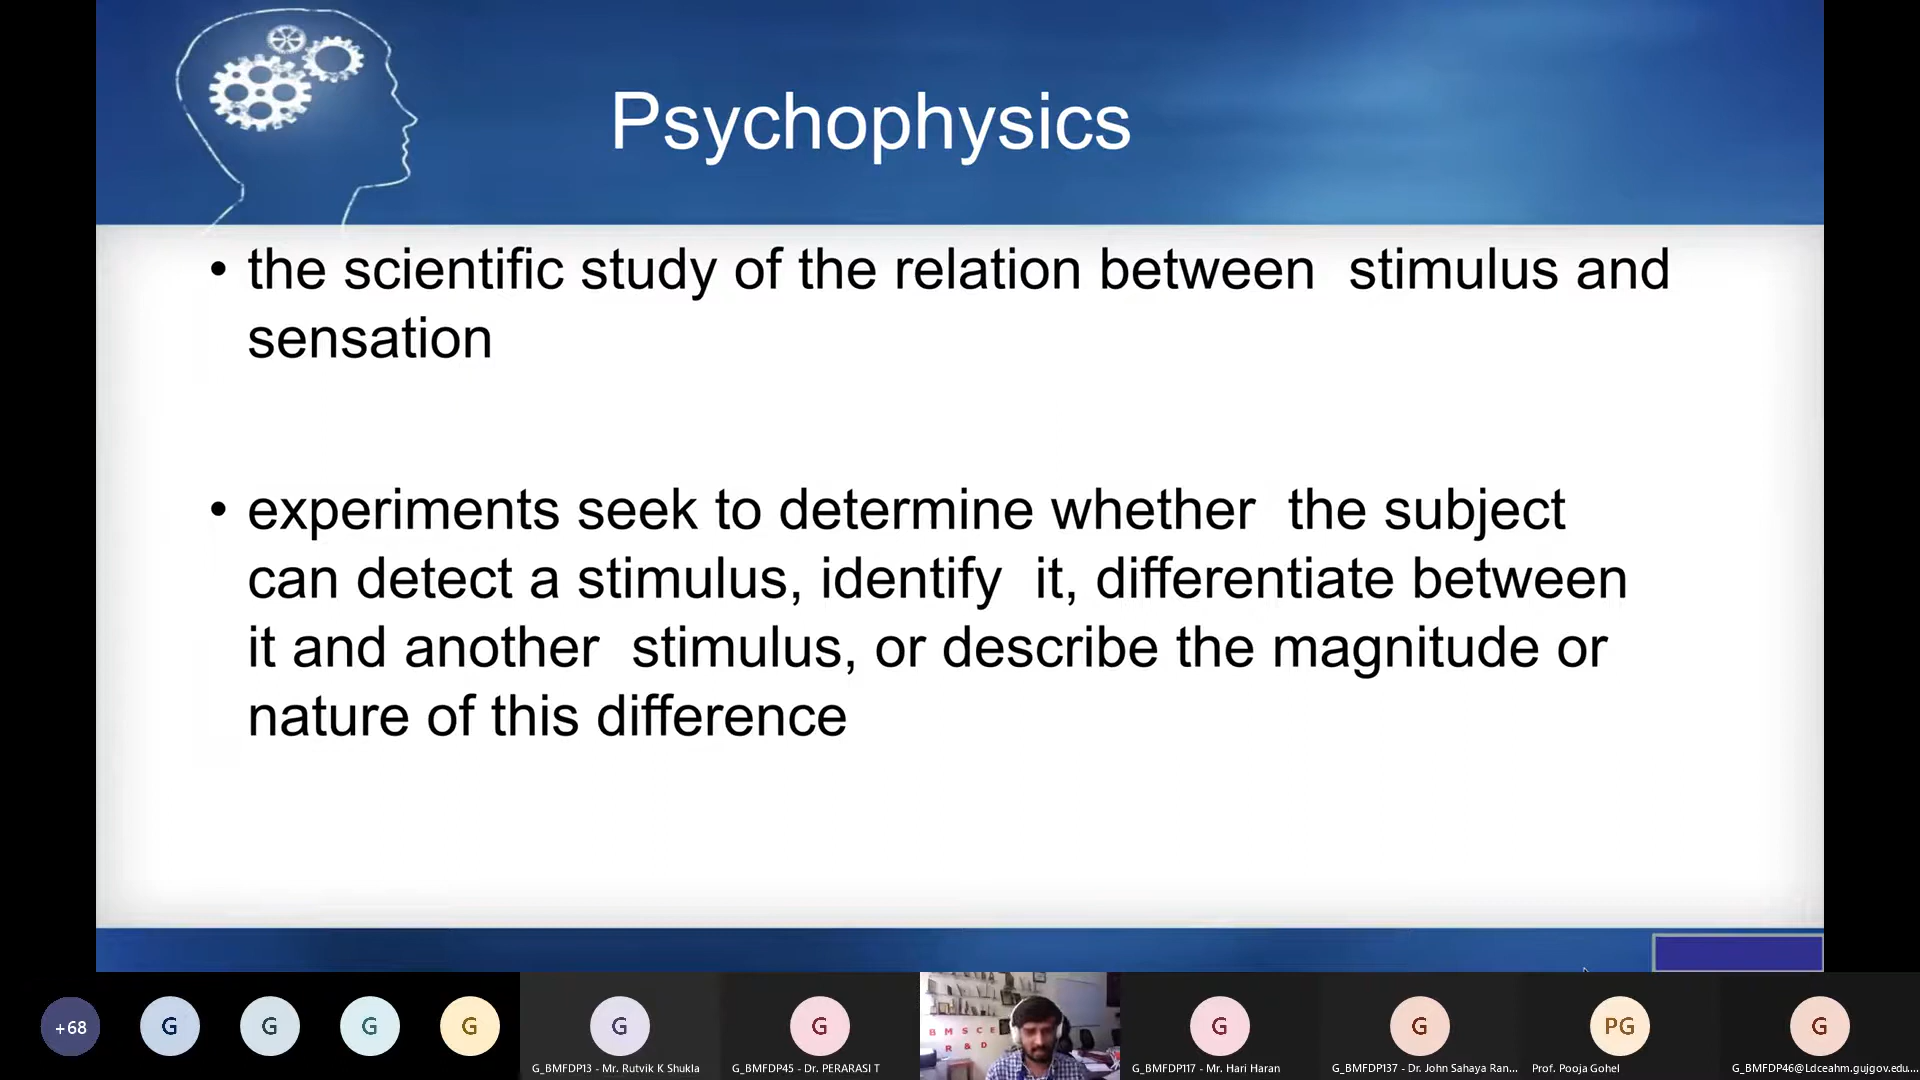 Psychophysics
• the scientific study of the relation between  stimulus and
sensation
• experiments seek to determine whether  the subject
can detect a stimulus, identify  it, differentiate between
it and another  stimulus, or describe the magnitude or
nature of this difference
+68
G
G
G
G
G
G
B M S C E
R & D
G
G
PG
G
G_BMFDP13 - Mr. Rutvik K Shukla
G_BMFDP45 - Dr. PERARASI T
G_BMFDP117 - Mr. Hari Haran
G_BMFDP137 - Dr. John Sahaya Ran...
Prof. Pooja Gohel
G_BMFDP46@Ldceahm.gujgov.edu....